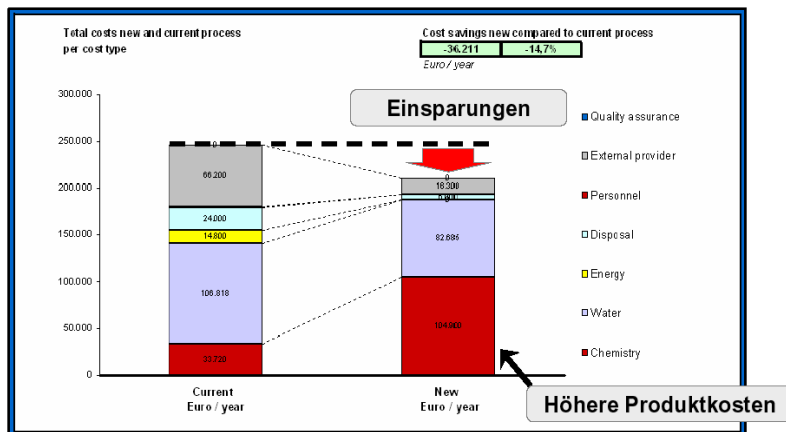 Total costs new and current process
per cost type
Cost savings new compared to current process
-36.211 -14,7%
Euro / year
300.000
250.000
200.000
150.000
100.000
50.000
0
Einsparungen
0
66.200
24.000
14.800
106.818
33.720
0
18.300
82.686
Quality assurance
External provider
Personnel
Disposal
Energy
Water
Chemistry
Current
Euro / year
New
Euro / year
Höhere Produktkosten